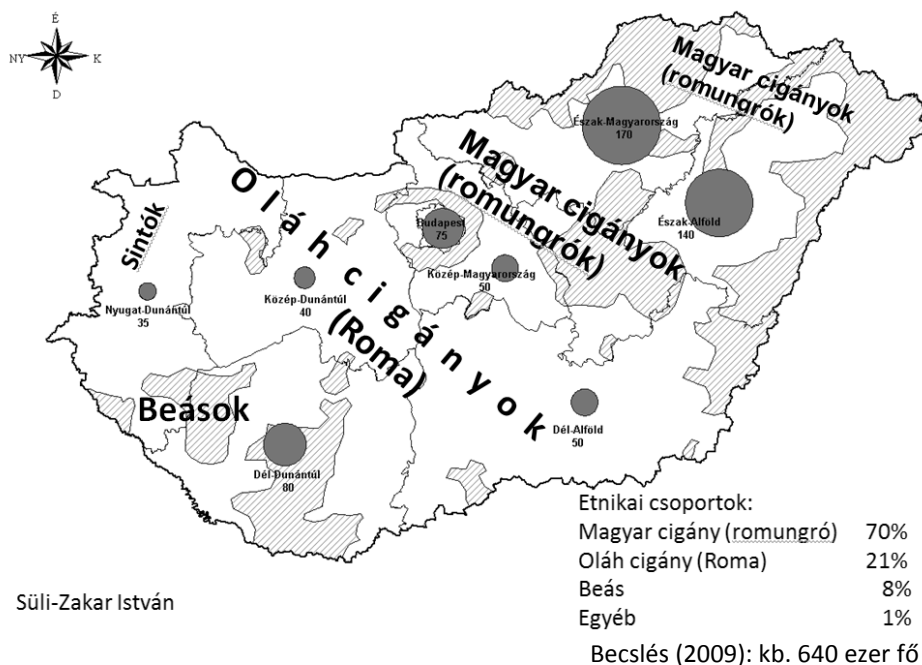 É
NY K
D
Magyar cigányok
(romungrók)
Észak-Magyarország
170
Magyar cigányok
(romungrók)
Oláh cigányok
(Roma)
Sintók
Budapest
75
Észak-Alföld
140
Közép-Magyarország
50
Közép-Dunántúl
40
Nyugat-Dunántúl
35
Beások
Dél-Alföld
50
Dél-Dunántúl
80
Etnikai csoportok:
Magyar cigány (romungró) 70%
Oláh cigány (Roma) 21%
Beás 8%
Egyéb 1%
Süli-Zakar István
Becslés (2009): kb. 640 ezer fő